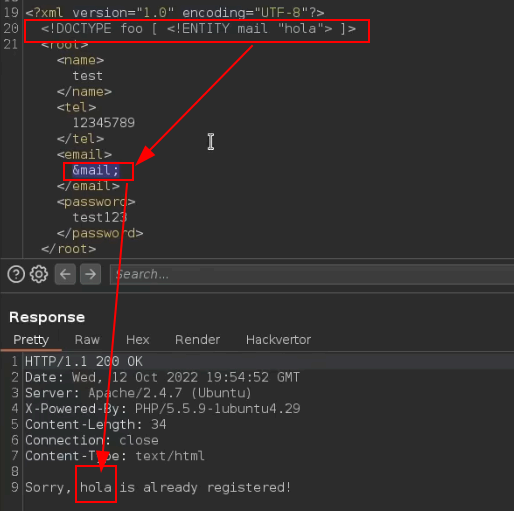 19 <?xml version="1.0" encoding="UTF-8"?>
20 <!DOCTYPE foo [ <!ENTITY mail "hola"> ]>
21 <root>
<name>
test
</name>
<tel>
12345789
</tel>
<email>
&mail;
</email>
<password>
test123
</password>
</root>
Search...
Response
Pretty Raw Hex Render Hackvertor
1 HTTP/1.1 200 OK
2 Date: Wed, 12 Oct 2022 19:54:52 GMT
3 Server: Apache/2.4.7 (Ubuntu)
4 X-Powered-By: PHP/5.5.9-1ubuntu4.29
5 Content-Length: 34
6 Connection: close
7 Content-Type: text/html
8
9 Sorry, hola is already registered!